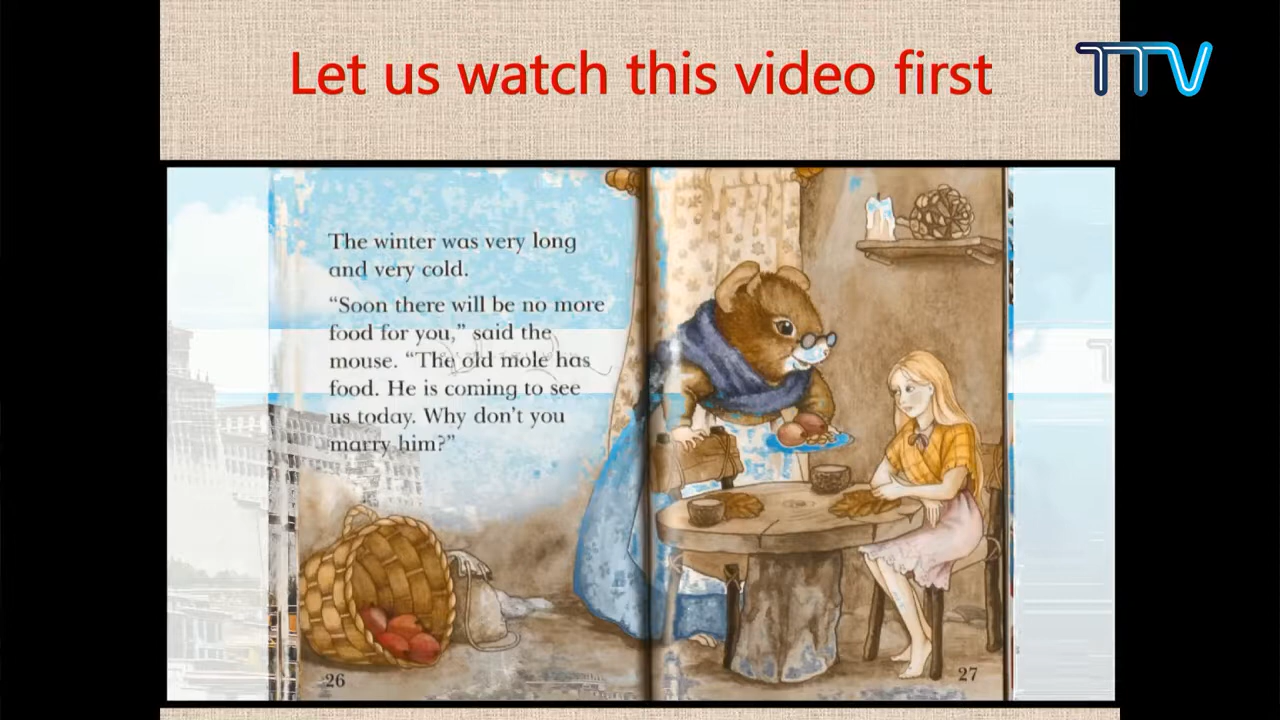 Let us watch this video first
TTV
The winter was very long
and very cold.
“Soon there will be no more
food for you,” said the
mouse. “The old mole has
food. He is coming to see
us today. Why don’t you
marry him?”
26
27